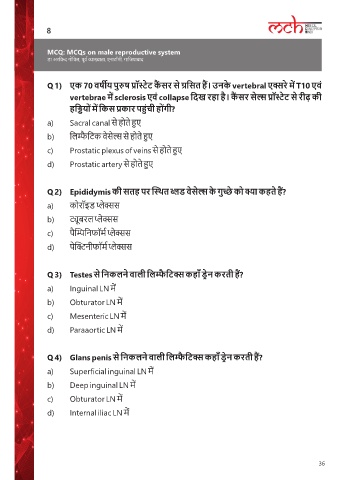 8
mch
MCQ: MCQs on male reproductive system
Q 1) एक 70 वर्षीय पुरुष प्रॉस्टेट कैंसर से ग्रसित हैं। उनके vertebral एक्सरे में T10 एवं
vertebrae में sclerosis एवं collapse दिख रहा है। कैंसर सेल्स प्रॉस्टेट से रीढ़ की
हड्डियों में किस प्रकार पहुंची होंगी?
a) Sacral canal से होते हुए
b) लिम्फैटिक वेसेल्स से होते हुए
c) Prostatic plexus of veins से होते हुए
d) Prostatic artery से होते हुए
Q 2) Epididymis की सतह पर स्थित ब्लड वेसेल्स के गुच्छे को क्या कहते हैं?
a) कोरॉइड प्लेक्सस
b) ट्यूबरल प्लेक्सस
c) पैम्पिनिफॉर्म प्लेक्सस
d) पेक्टिनीफॉर्म प्लेक्सस
Q 3) Testes से निकलने वाली लिम्फैटिक्स कहाँ ड्रेन करती हैं?
a) Inguinal LN में
b) Obturator LN में
c) Mesenteric LN में
d) Paraaortic LN में
Q 4) Glans penis से निकलने वाली लिम्फैटिक्स कहाँ ड्रेन करती हैं?
a) Superficial inguinal LN में
b) Deep inguinal LN में
c) Obturator LN में
d) Internal iliac LN में
36